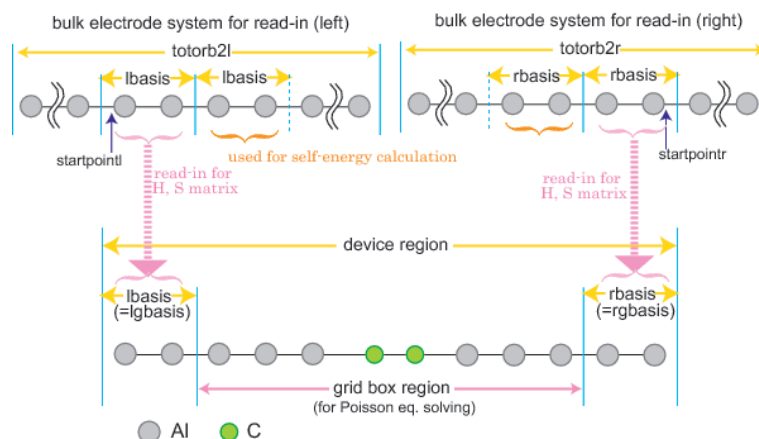 bulk electrode system for read-in (left)
bulk electrode system for read-in (right)
totorb2l
totorb2r
lbasis
lbasis
rbasis
rbasis
startpointl
used for self-energy calculation
startpointr
read-in for
H, S matrix
read-in for
H, S matrix
device region
lbasis
(=lgbasis)
rbasis
(=rgbasis)
grid box region
(for Poisson eq. solving)
Al
C